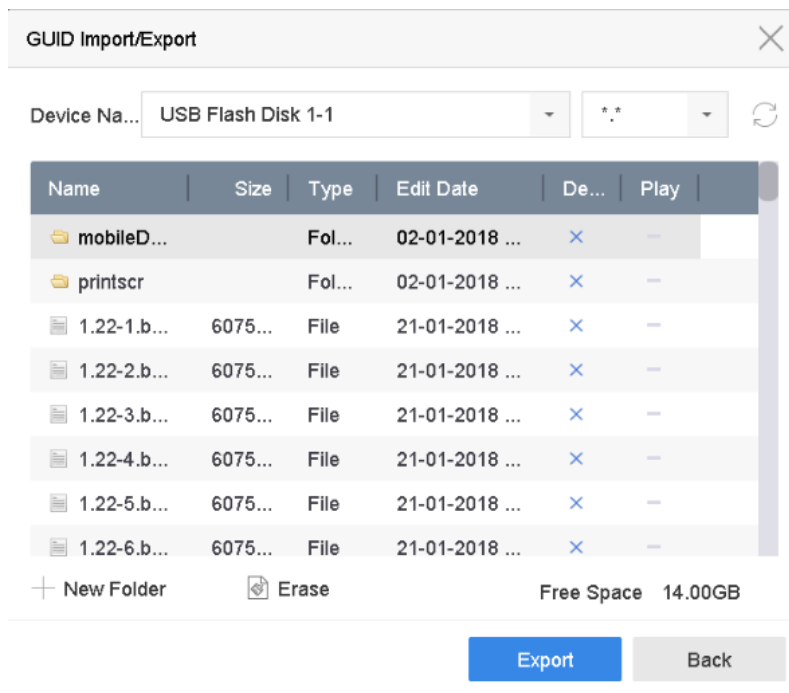 GUID Import/Export
Device Na... USB Flash Disk 1-1 *.*
Name Size Type Edit Date De... Play
mobileD... Fol... 02-01-2018 ...
printscr Fol... 02-01-2018 ...
1.22-1.b... 6075... File 21-01-2018 ...
1.22-2.b... 6075... File 21-01-2018 ...
1.22-3.b... 6075... File 21-01-2018 ...
1.22-4.b... 6075... File 21-01-2018 ...
1.22-5.b... 6075... File 21-01-2018 ...
1.22-6.b... 6075... File 21-01-2018 ...
New Folder Erase Free Space 14.00GB
Export Back